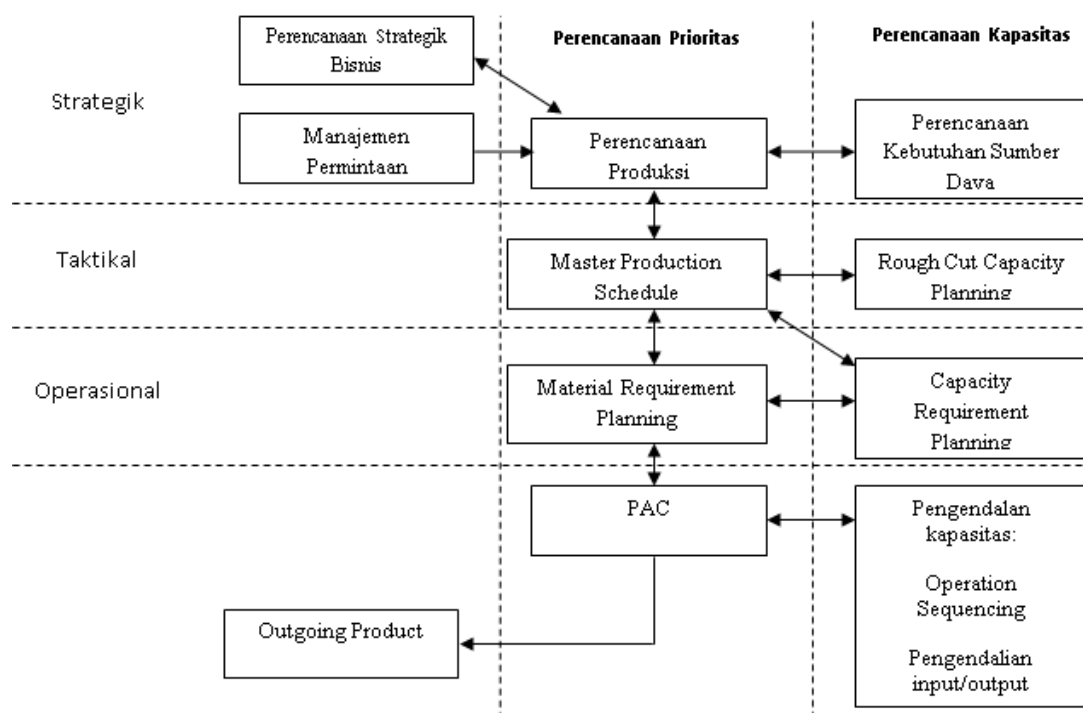 Perencanaan Strategik
Bisnis
Perencanaan Prioritas
Perencanaan Kapasitas
Strategik
Manajemen
Permintaan
Perencanaan
Produksi
Perencanaan
Kebutuhan Sumber
Daya
Taktikal
Master Production
Schedule
Rough Cut Capacity
Planning
Operasional
Material Requirement
Planning
Capacity
Requirement
Planning
PAC
Pengendalan
kapasitas:
Operation
Sequencing
Pengendalian
input/output
Outgoing Product